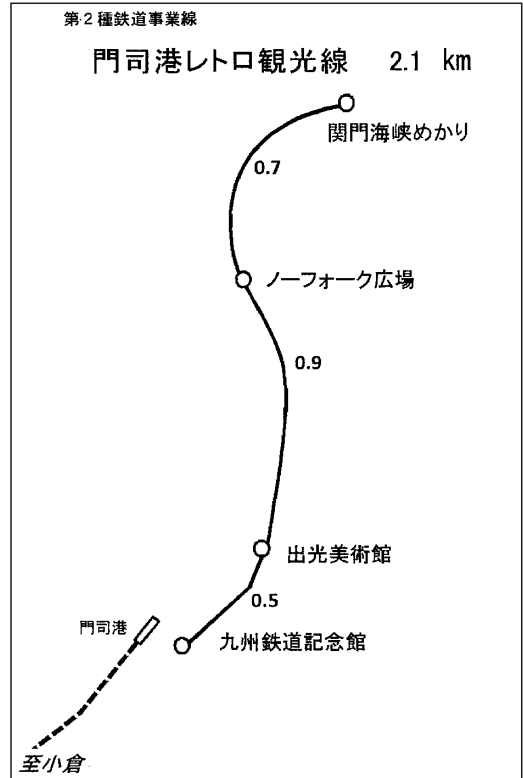 第2種鉄道事業線
門司港レトロ観光線 2.1 km
関門海峡めかり
0.7
ノーフォーク広場
0.9
出光美術館
0.5
九州鉄道記念館
門司港
至小倉